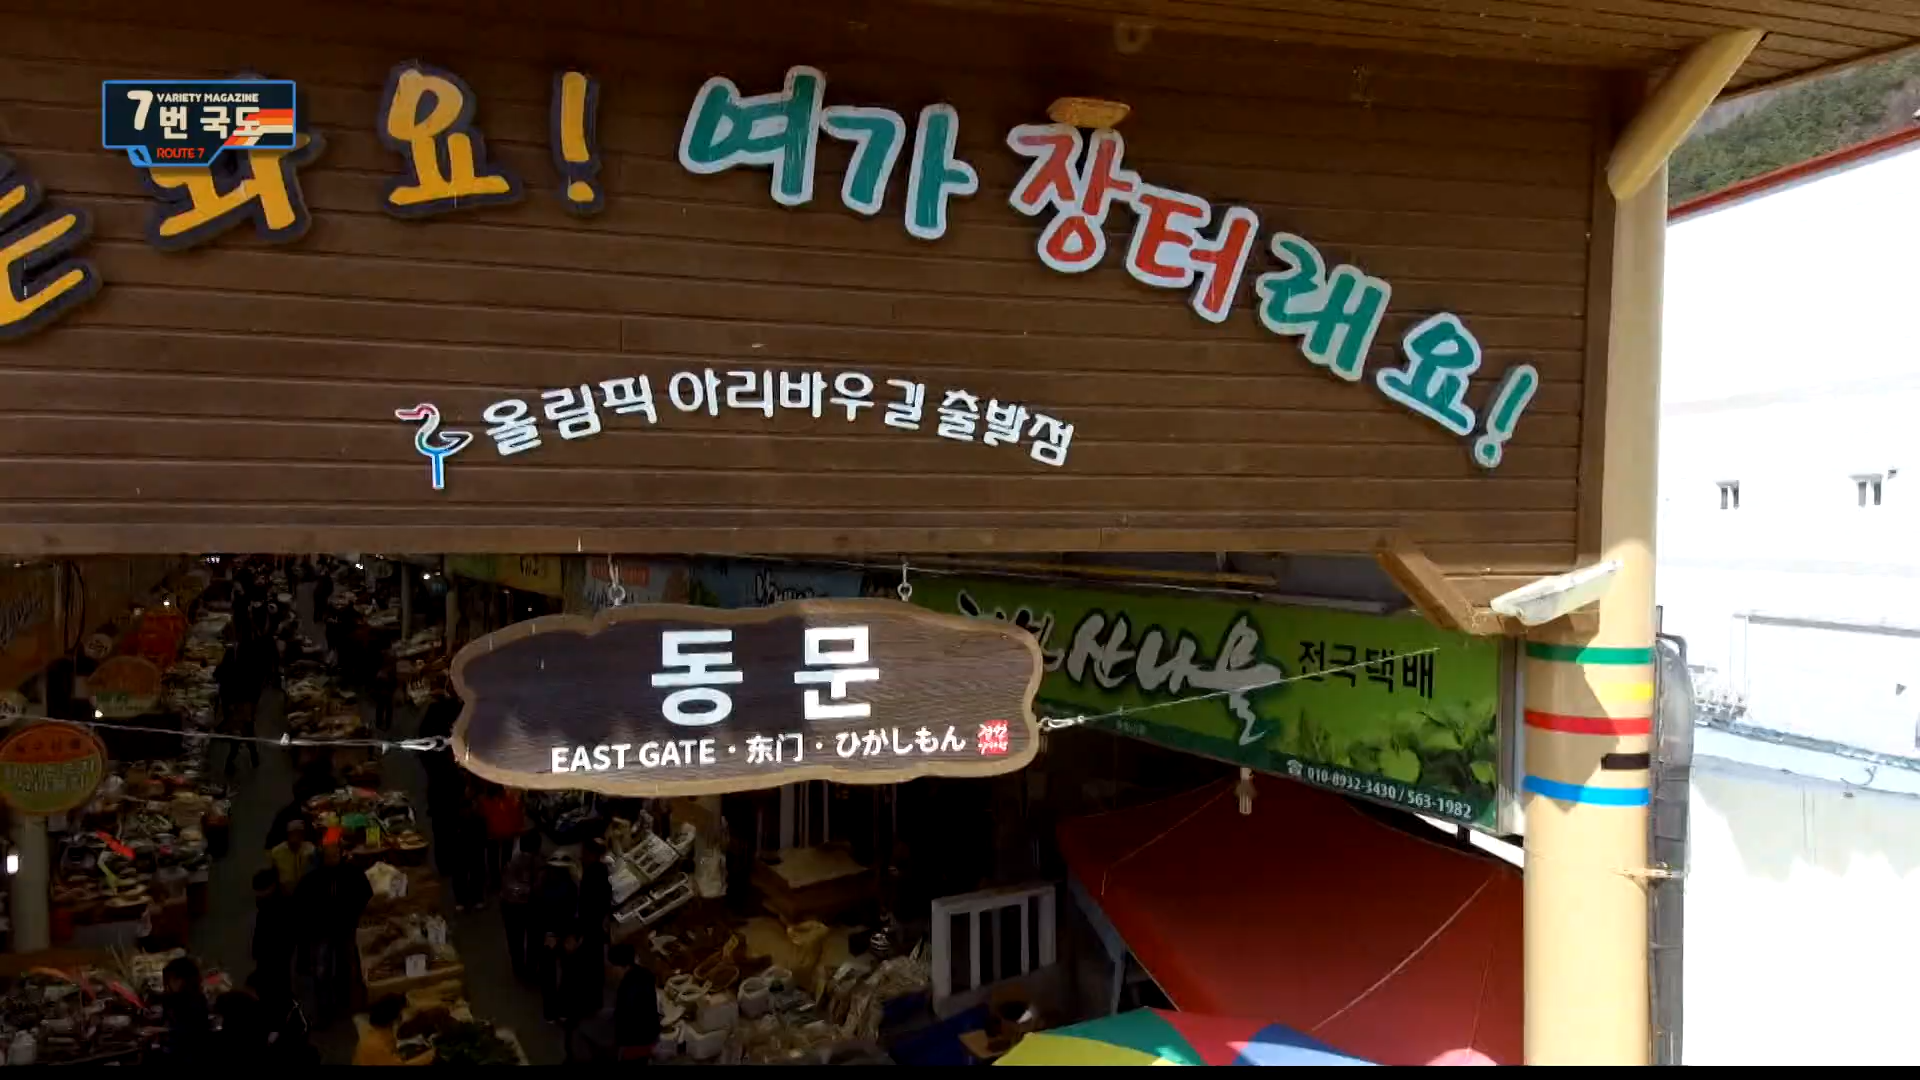 VARIETY MAGAZINE
7번 국도
ROUTE 7
요! 여가 장터래요!
올림픽 아리바우길 출발점
동문
EAST GATE · 东门 · ひかしもん
산나물 전국택배
☎ 010-8932-3430 / 563-1982